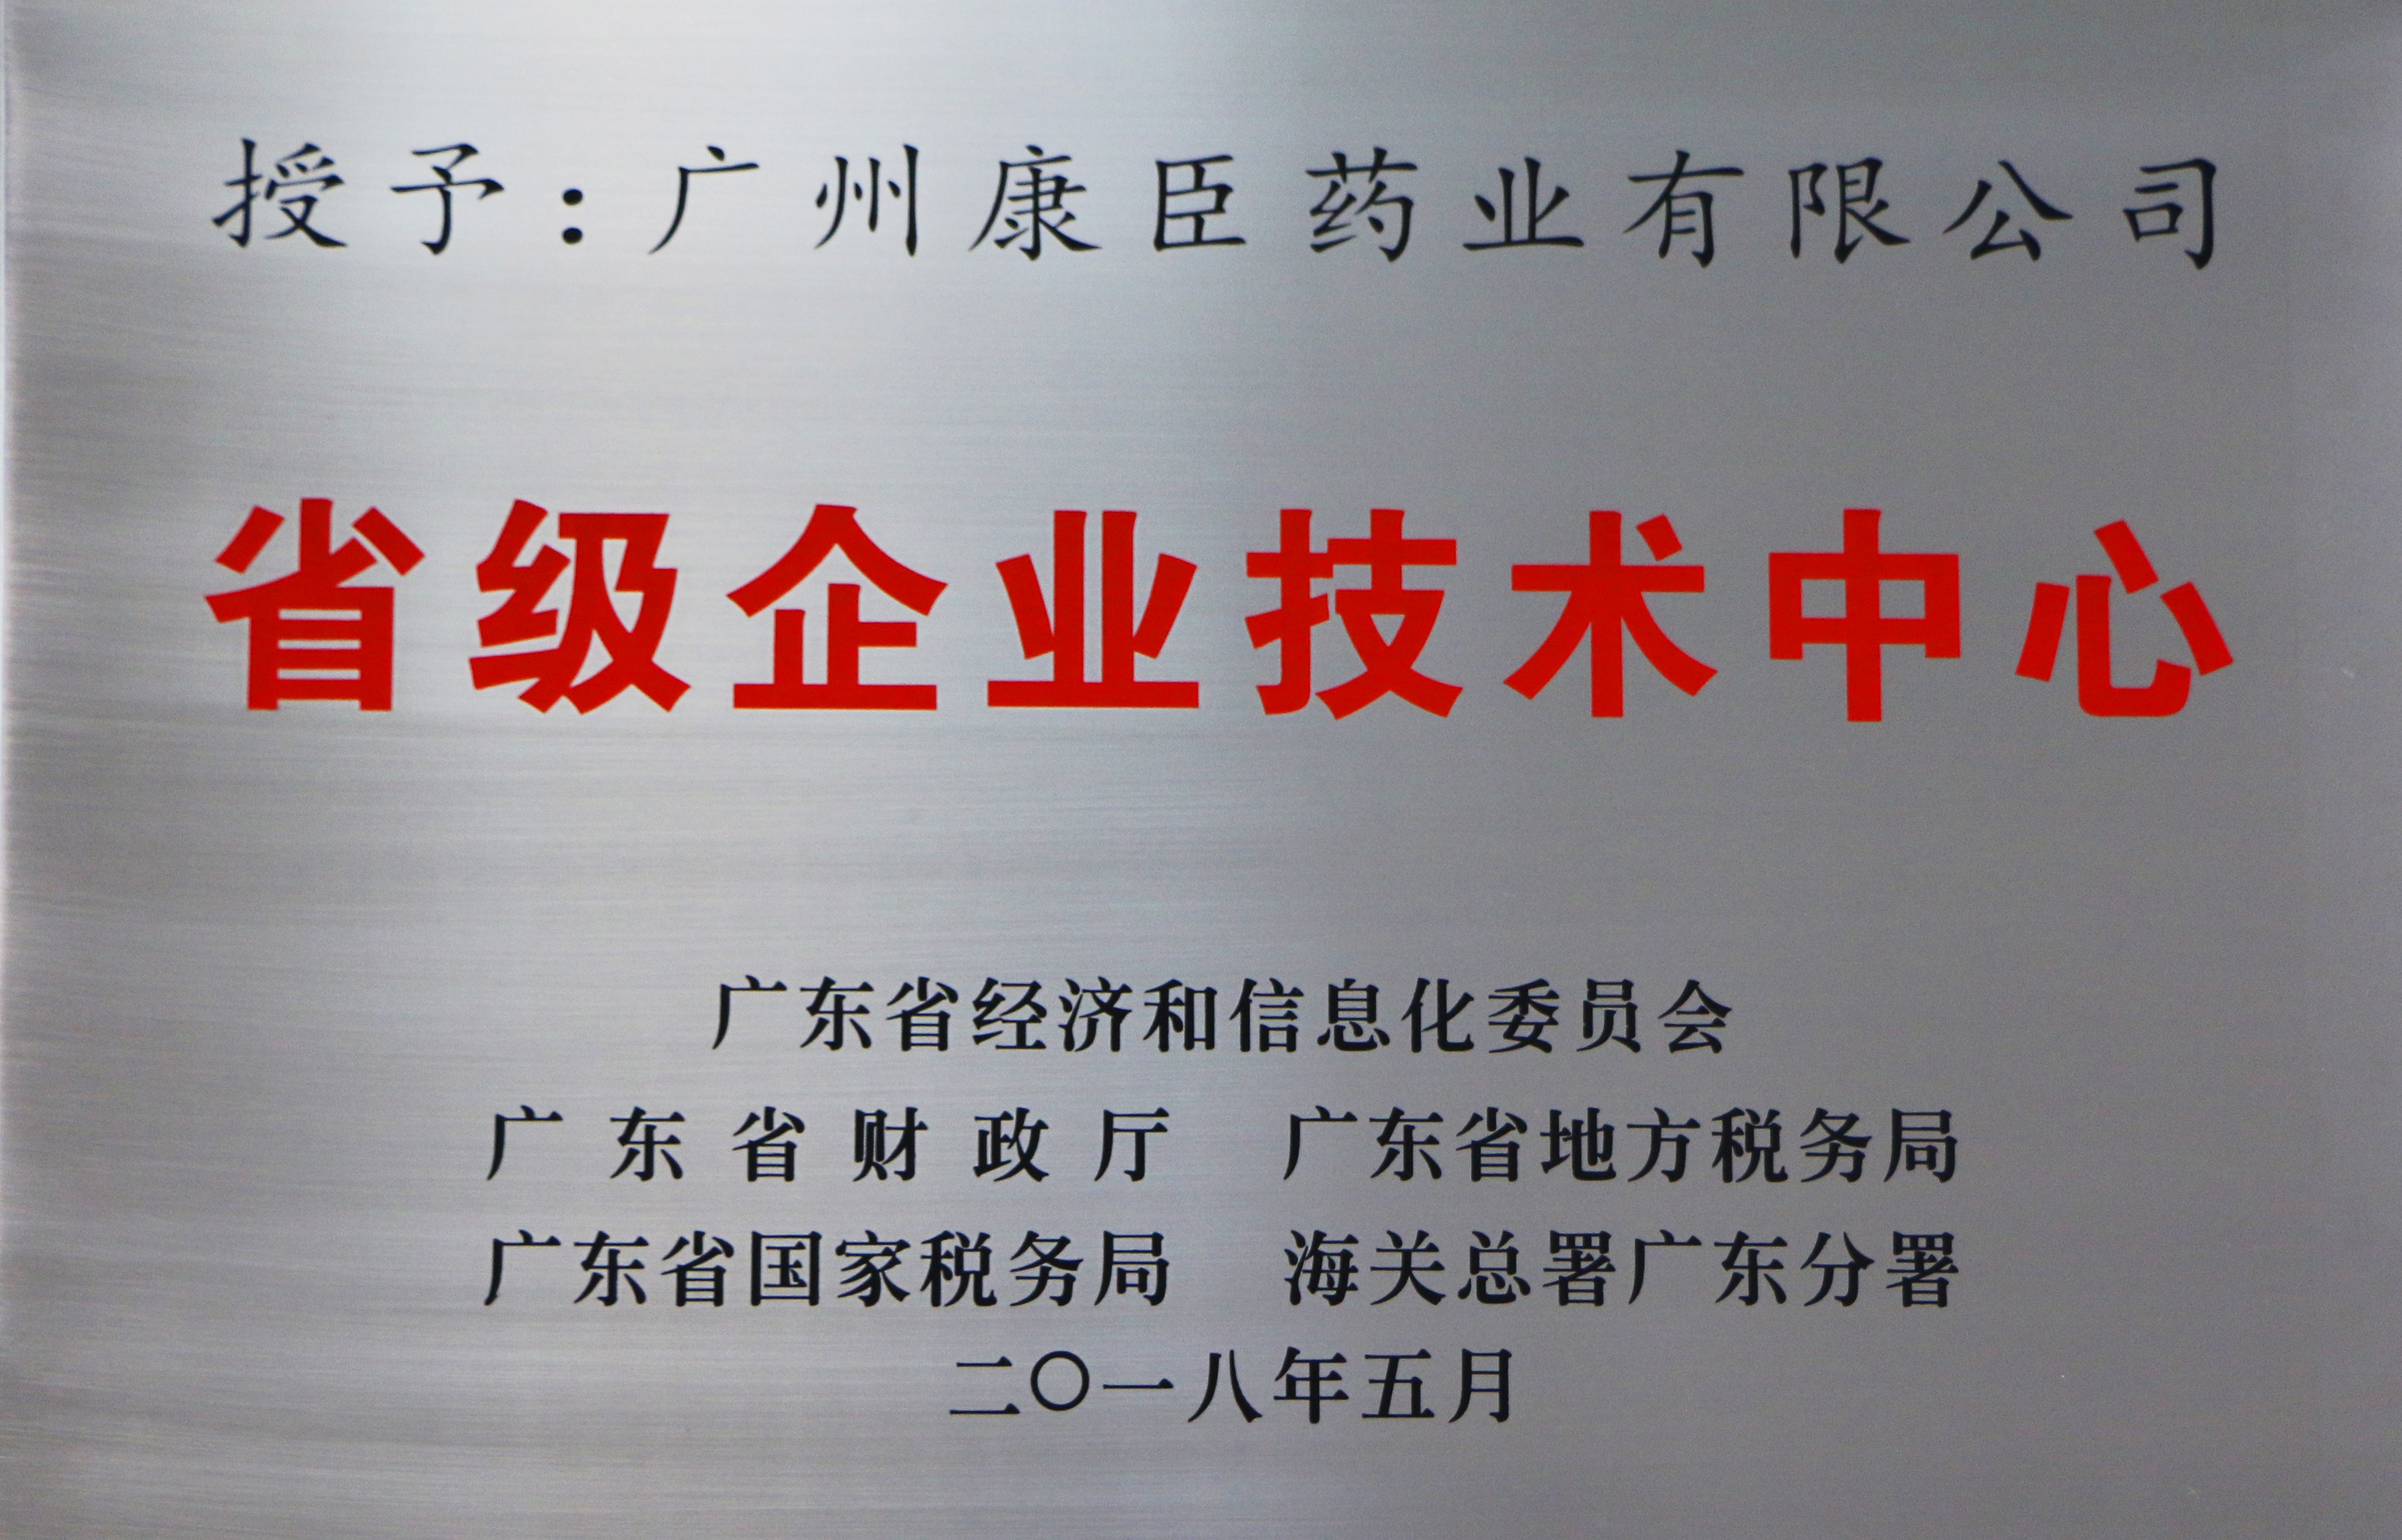 授予：广州康臣药业有限公司
省级企业技术中心
广东省经济和信息化委员会
广东省财政厅 广东省地方税务局
广东省国家税务局 海关总署广东分署
二〇一八年五月